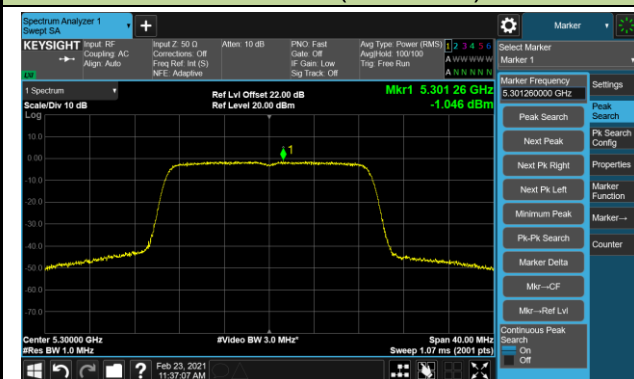 Spectrum Analyzer 1
Swept SA
Marker
KEYSIGHT
Input: RF
Coupling: AC
Align: Auto
Input Z: 50 Ω
Corrections: Off
Freq Ref: Int (S)
NFE: Adaptive
Atten: 10 dB
PNO: Fast
Gate: Off
IF Gain: Low
Sig Track: Off
Avg Type: Power (RMS)
Avg|Hold: 100/100
Trig: Free Run
1 2 3 4 5 6
A W W W W W
A N N N N N
Select Marker
Marker 1
Marker Frequency
5.301260000 GHz
Settings
1 Spectrum
Scale/Div 10 dB
Log
Ref Lvl Offset 22.00 dB
Ref Level 20.00 dBm
Mkr1 5.301 26 GHz
-1.046 dBm
Peak Search
Next Peak
Next Pk Right
Next Pk Left
Minimum Peak
Pk-Pk Search
Marker Delta
Mkr→CF
Mkr→Ref Lvl
Continuous Peak
Search
On
Off
Peak
Search
Pk Search
Config
Properties
Marker
Function
Marker→
Counter
10.0
0.00
-10.0
-20.0
-30.0
-40.0
-50.0
-60.0
-70.0
1
Center 5.30000 GHz
#Res BW 1.0 MHz
#Video BW 3.0 MHz*
Span 40.00 MHz
Sweep 1.07 ms (2001 pts)
?
Feb 23, 2021
11:37:07 AM